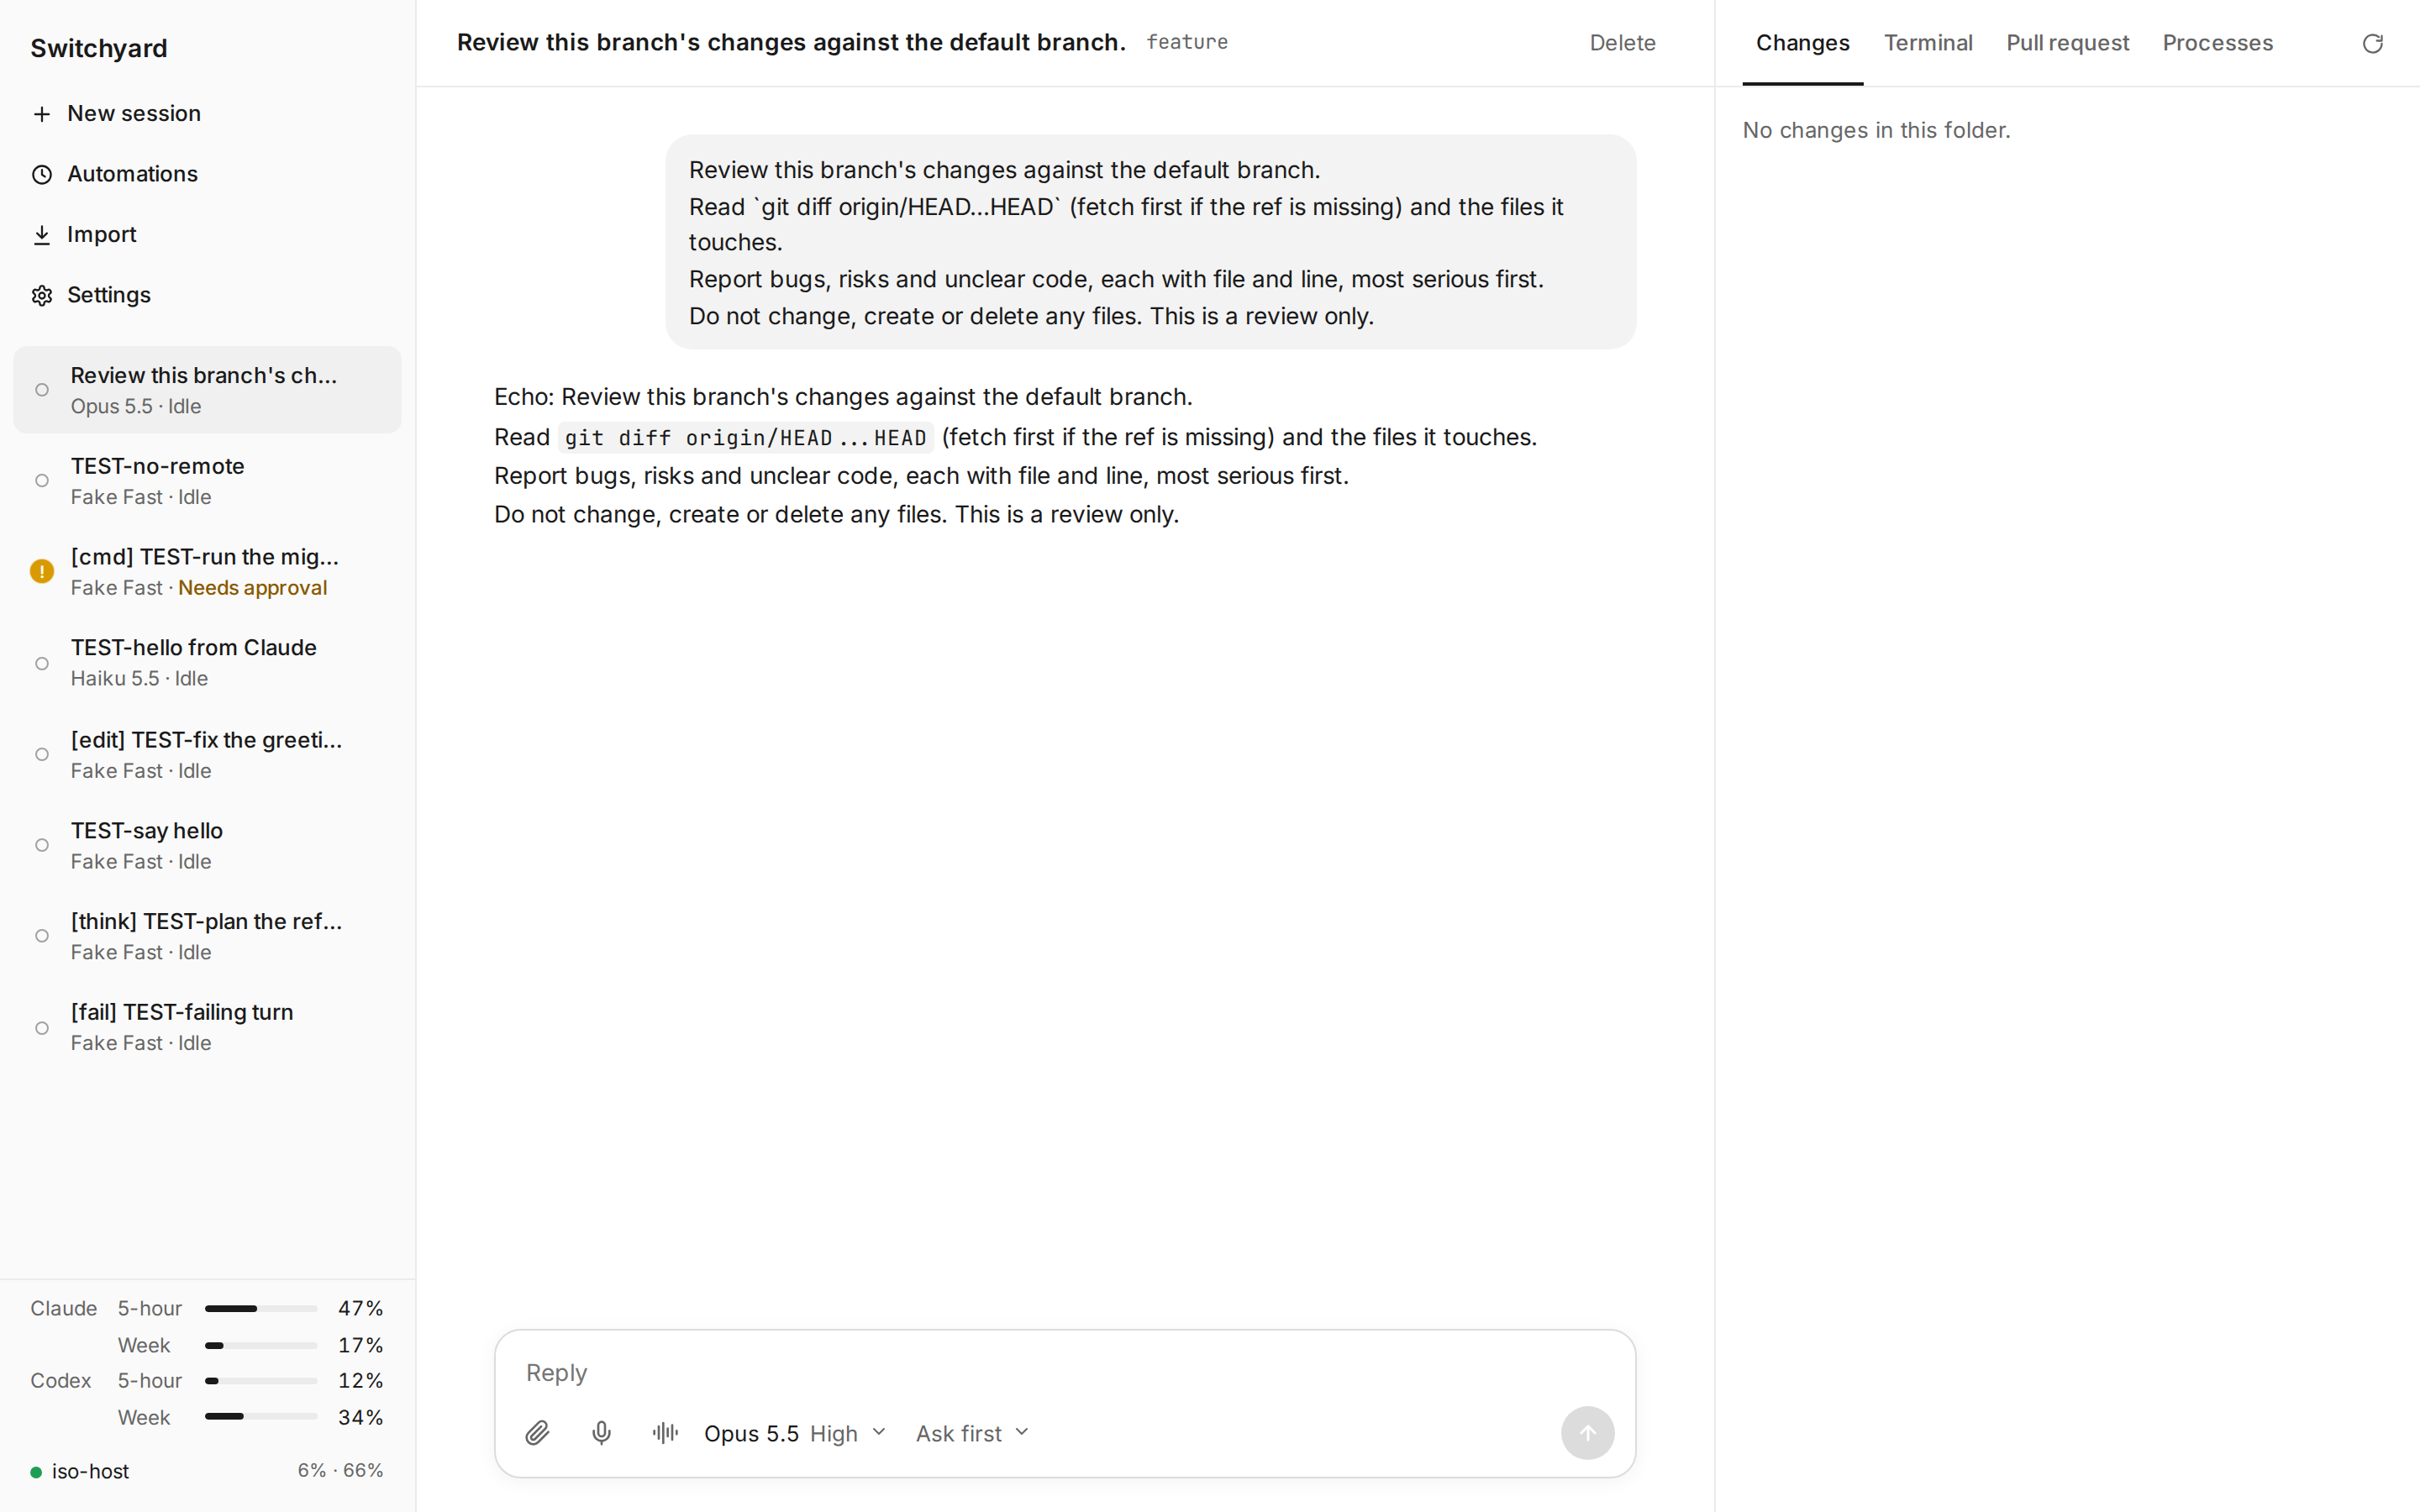 Switchyard
New session
Automations
Import
Settings
Review this branch's ch...
Opus 5.5 · Idle
TEST-no-remote
Fake Fast · Idle
[cmd] TEST-run the mig...
Fake Fast · Needs approval
TEST-hello from Claude
Haiku 5.5 · Idle
[edit] TEST-fix the greeti...
Fake Fast · Idle
TEST-say hello
Fake Fast · Idle
[think] TEST-plan the ref...
Fake Fast · Idle
[fail] TEST-failing turn
Fake Fast · Idle
Claude 5-hour 47%
Week 17%
Codex 5-hour 12%
Week 34%
iso-host 6% · 66%
Review this branch's changes against the default branch. feature Delete
Review this branch's changes against the default branch.
Read `git diff origin/HEAD...HEAD` (fetch first if the ref is missing) and the files it
touches.
Report bugs, risks and unclear code, each with file and line, most serious first.
Do not change, create or delete any files. This is a review only.
Echo: Review this branch's changes against the default branch.
Read git diff origin/HEAD...HEAD (fetch first if the ref is missing) and the files it touches.
Report bugs, risks and unclear code, each with file and line, most serious first.
Do not change, create or delete any files. This is a review only.
Reply
Opus 5.5 High Ask first
Changes Terminal Pull request Processes
No changes in this folder.